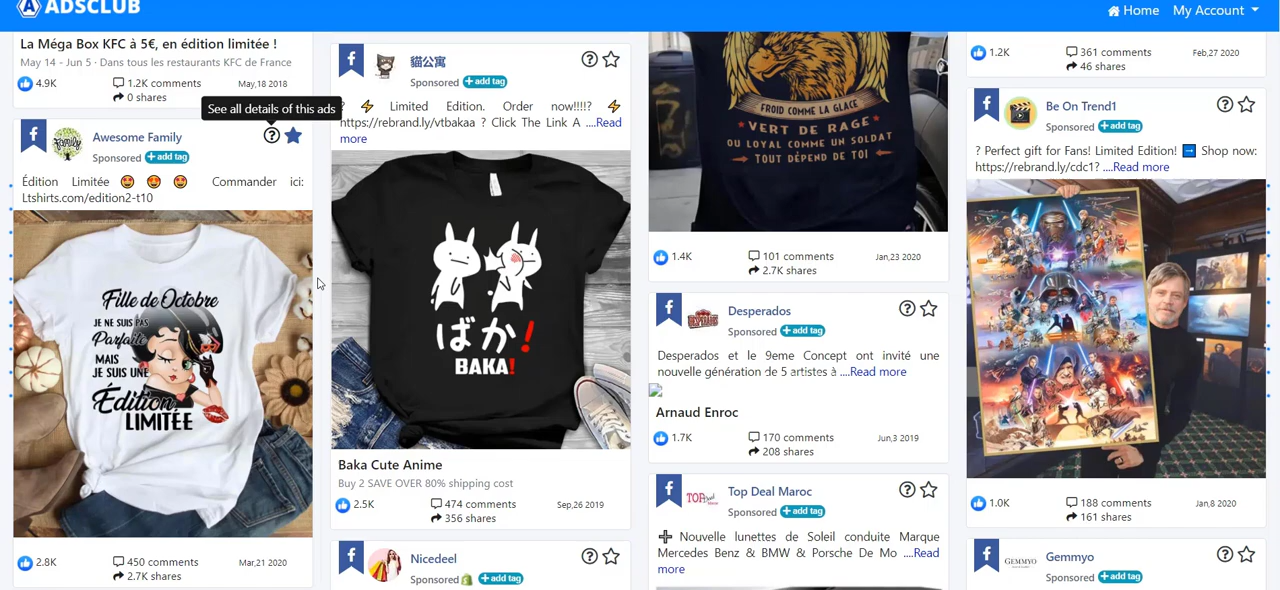 ADSCLUB
Home My Account
La Méga Box KFC à 5€, en édition limitée !
May 14 - Jun 5 · Dans tous les restaurants KFC de France
4.9K
1.2K comments
0 shares
May,18 2018
See all details of this ads
Awesome Family
Sponsored + add tag
Édition Limitée 😍 😍 😍 Commander ici:
Ltshirts.com/edition2-t10
Fille de Octobre
JE NE SUIS PAS
Parfaite
MAIS
JE SUIS UNE
Édition
LIMITÉE
2.8K
450 comments
2.7K shares
Mar,21 2020
貓公寓
Sponsored + add tag
? ⚡ Limited Edition. Order now!!!!? ⚡
https://rebrand.ly/vtbakaa ? Click The Link A ....Read
more
ばか!
BAKA!
Baka Cute Anime
Buy 2 SAVE OVER 80% shipping cost
2.5K
474 comments
356 shares
Sep,26 2019
Nicedeel
Sponsored + add tag
FROID COMME LA GLACE
VERT DE RAGE
OU LOYAL COMME UN SOLDAT
TOUT DÉPEND DE TOI
1.4K
101 comments
2.7K shares
Jan,23 2020
Desperados
Sponsored + add tag
Desperados et le 9eme Concept ont invité une
nouvelle génération de 5 artistes à ....Read more
Arnaud Enroc
1.7K
170 comments
208 shares
Jun,3 2019
Top Deal Maroc
Sponsored + add tag
➕ Nouvelle lunettes de Soleil conduite Marque
Mercedes Benz & BMW & Porsche De Mo ....Read
more
1.2K
361 comments
46 shares
Feb,27 2020
Be On Trend1
Sponsored + add tag
? Perfect gift for Fans! Limited Edition! ➡ Shop now:
https://rebrand.ly/cdc1? ....Read more
1.0K
188 comments
161 shares
Jan,8 2020
GEMMYO
Gemmyo
Sponsored + add tag